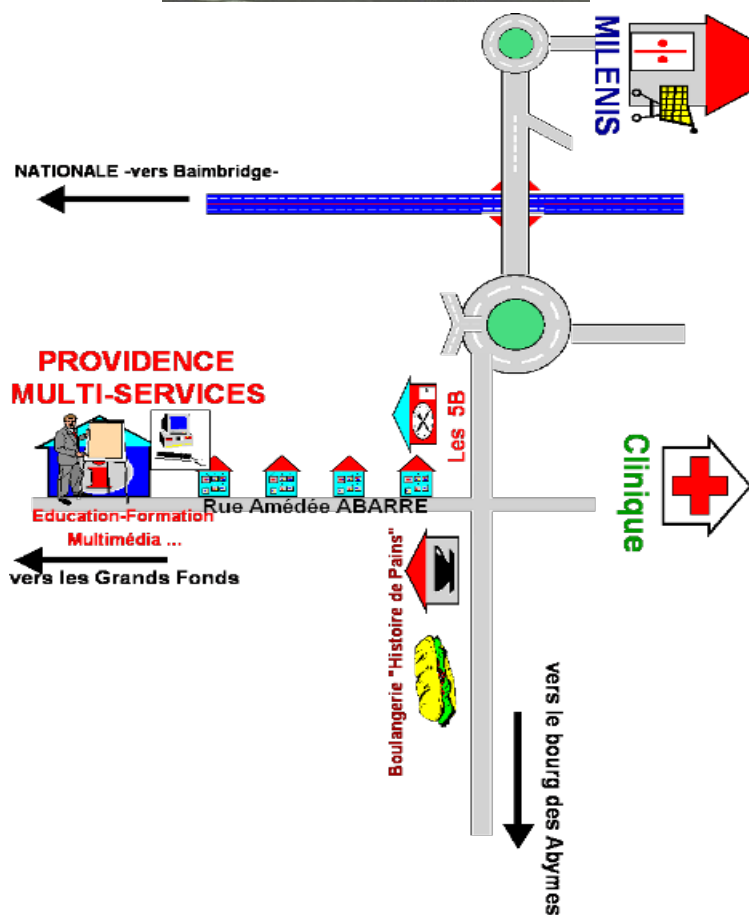 MILENIS
NATIONALE -vers Baimbridge-
PROVIDENCE
MULTI-SERVICES
Les 5B
Clinique
Rue Amédée ABARRE
Education-Formation
Multimédia ...
vers les Grands Fonds
Boulangerie "Histoire de Pains"
vers le bourg des Abymes